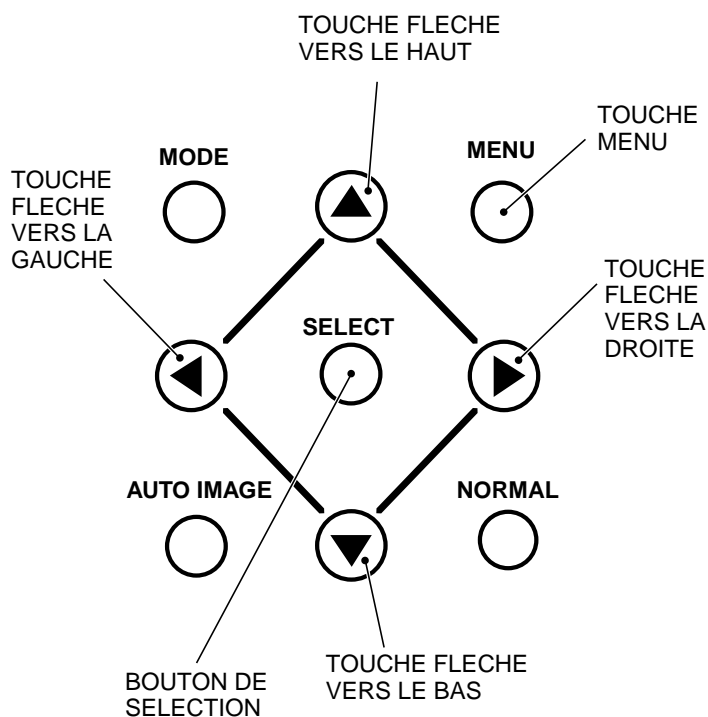 TOUCHE FLECHE
VERS LE HAUT
TOUCHE
MENU
MODE
MENU
TOUCHE
FLECHE
VERS LA
GAUCHE
TOUCHE
FLECHE
VERS LA
DROITE
SELECT
AUTO IMAGE
NORMAL
TOUCHE FLECHE
VERS LE BAS
BOUTON DE
SELECTION